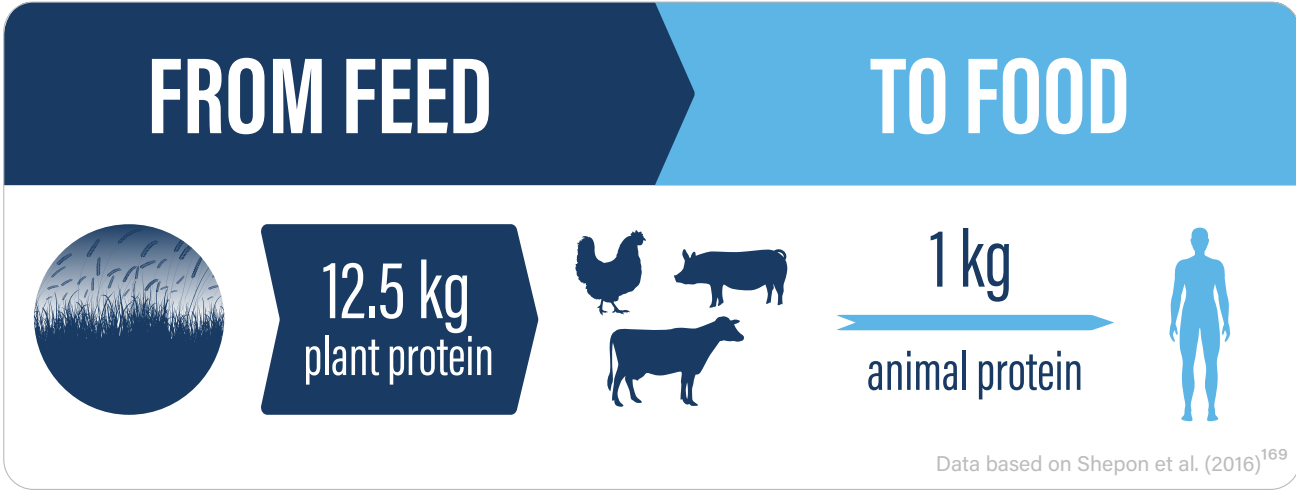 FROM FEED
TO FOOD
12.5 kg
plant protein
1 kg
animal protein
Data based on Shepon et al. (2016)169